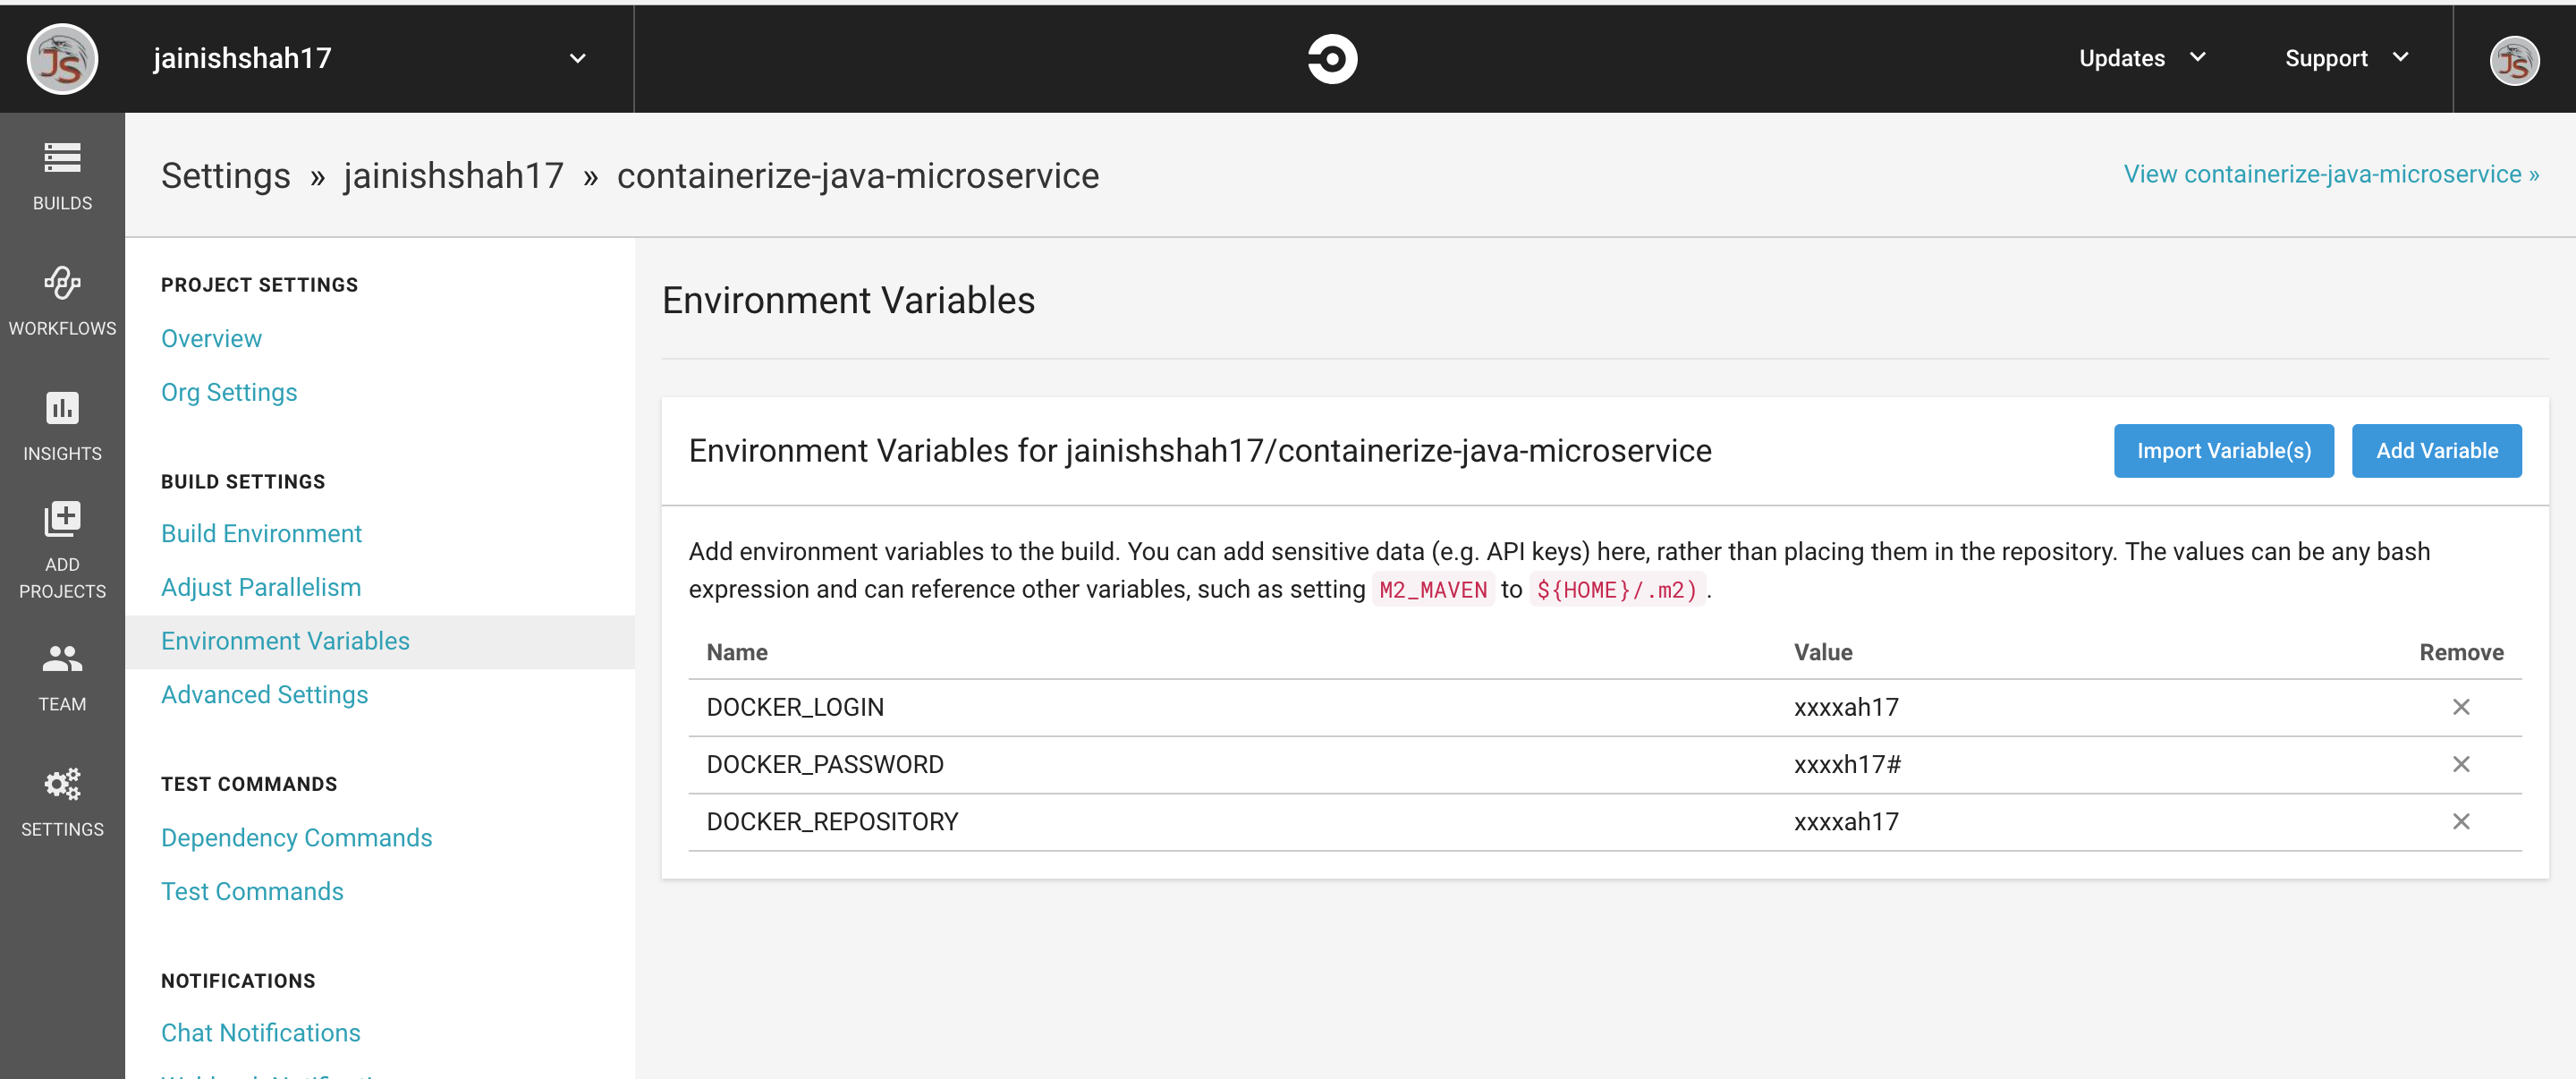 JS jainishshah17
Updates Support JS
BUILDS
WORKFLOWS
INSIGHTS
ADD
PROJECTS
TEAM
SETTINGS
Settings » jainishshah17 » containerize-java-microservice
View containerize-java-microservice »
PROJECT SETTINGS
Overview
Org Settings
BUILD SETTINGS
Build Environment
Adjust Parallelism
Environment Variables
Advanced Settings
TEST COMMANDS
Dependency Commands
Test Commands
NOTIFICATIONS
Chat Notifications
Environment Variables
Environment Variables for jainishshah17/containerize-java-microservice
Import Variable(s) Add Variable
Add environment variables to the build. You can add sensitive data (e.g. API keys) here, rather than placing them in the repository. The values can be any bash
expression and can reference other variables, such as setting M2_MAVEN to ${HOME}/.m2).
Name Value Remove
DOCKER_LOGIN xxxxah17
DOCKER_PASSWORD xxxxh17#
DOCKER_REPOSITORY xxxxah17